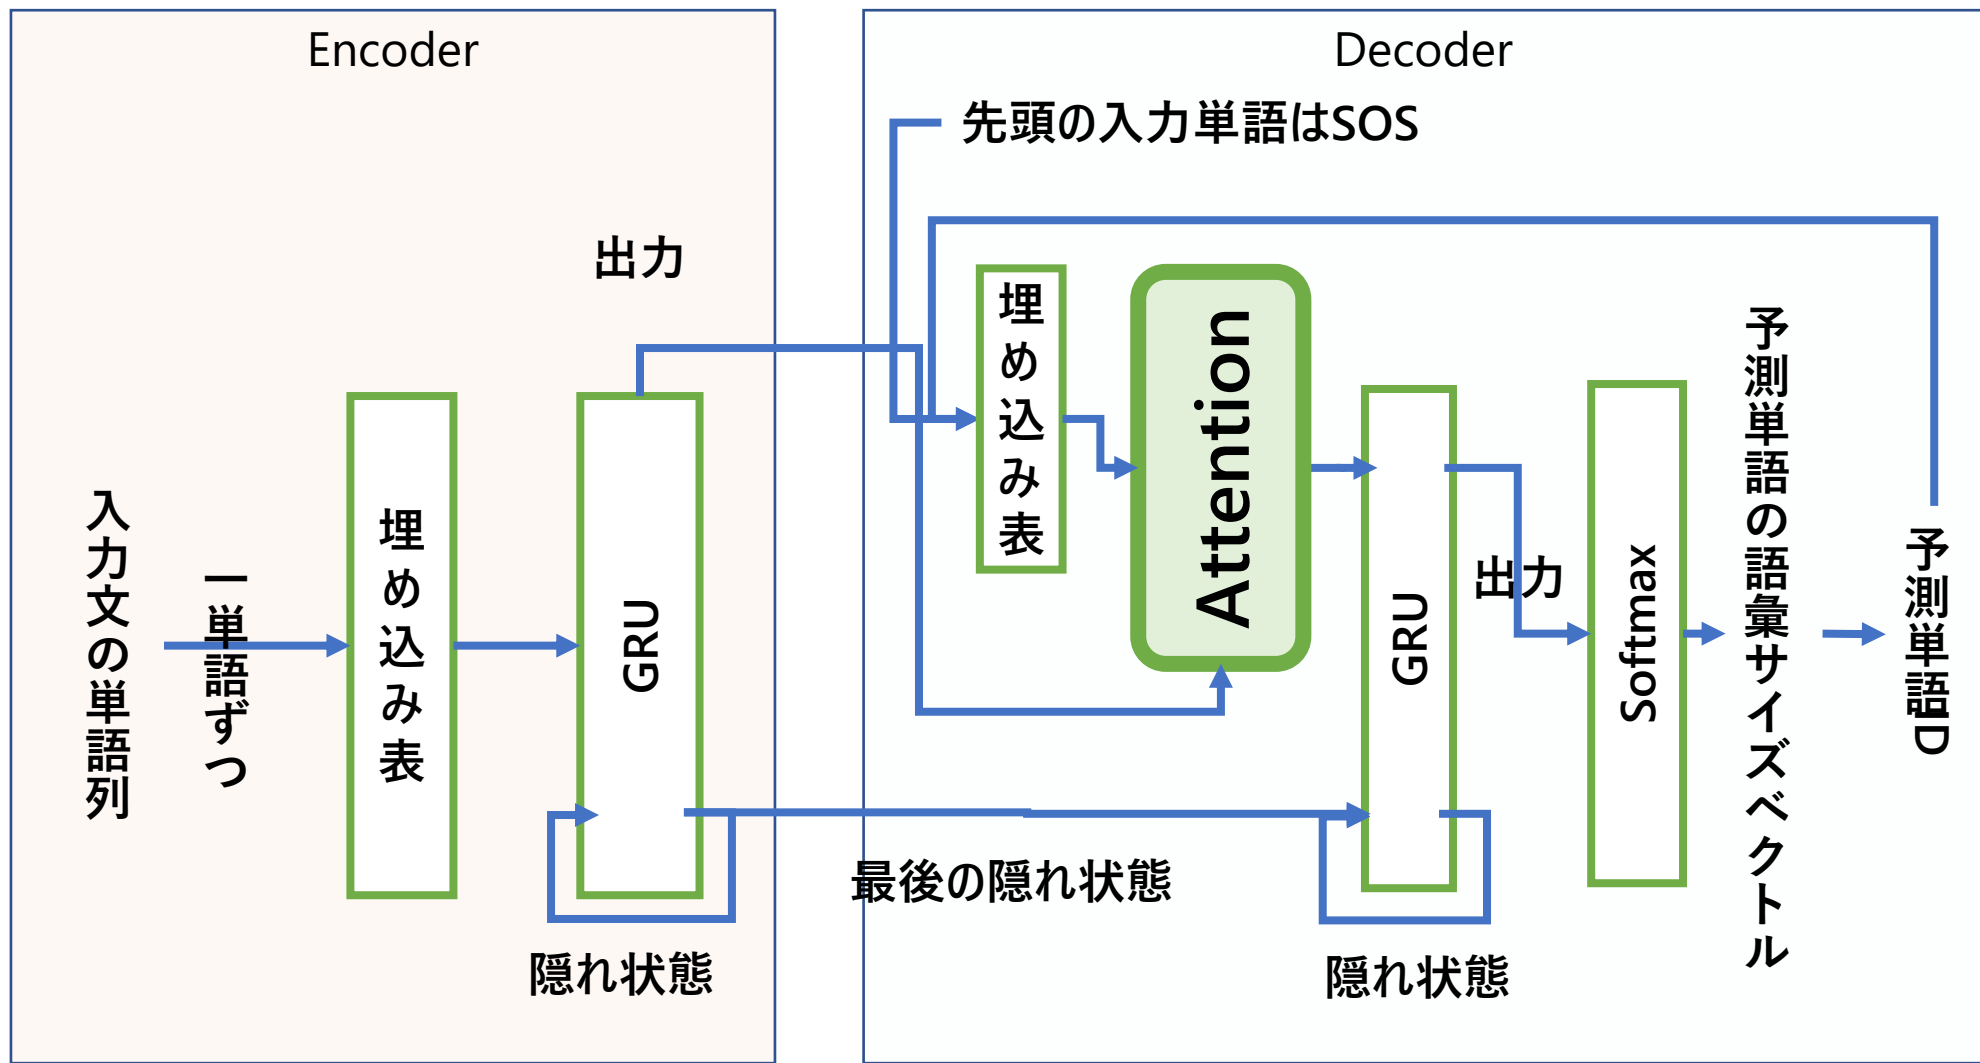 Encoder
出力
入力文の単語列
一単語ずつ
埋め込み表
GRU
隠れ状態
最後の隠れ状態
Decoder
先頭の入力単語はSOS
埋め込み表
Attention
GRU
隠れ状態
出力
Softmax
予測単語の語彙サイズベクトル
予測単語ID